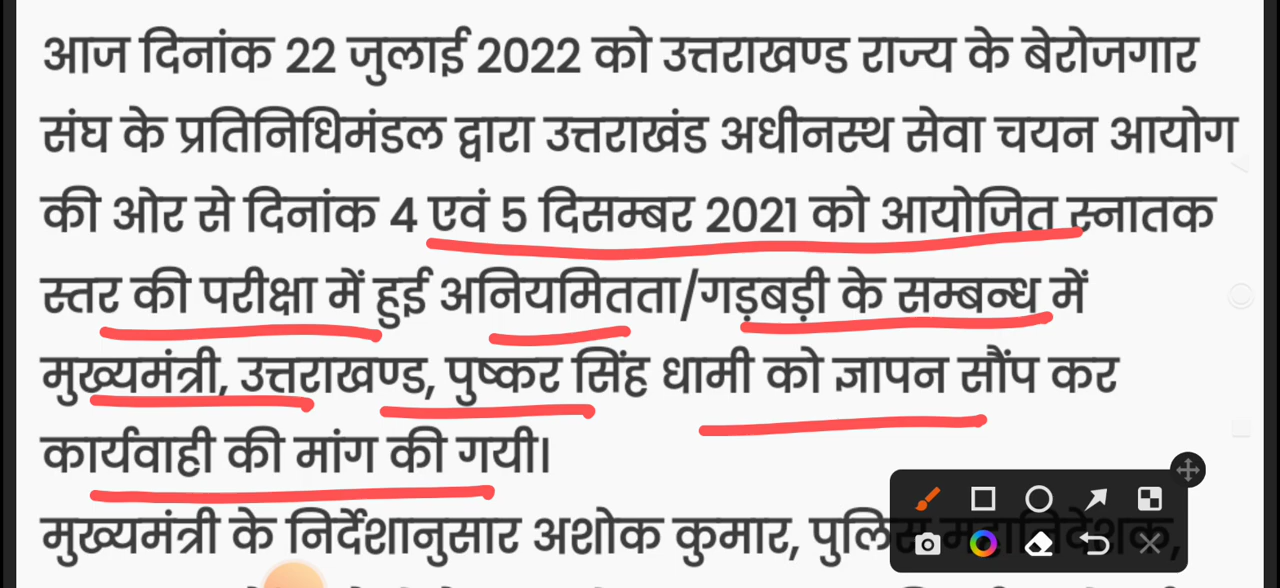 आज दिनांक 22 जुलाई 2022 को उत्तराखण्ड राज्य के बेरोजगार
संघ के प्रतिनिधिमंडल द्वारा उत्तराखंड अधीनस्थ सेवा चयन आयोग
की ओर से दिनांक 4 एवं 5 दिसम्बर 2021 को आयोजित स्नातक
स्तर की परीक्षा में हुई अनियमितता/गड़बड़ी के सम्बन्ध में
मुख्यमंत्री, उत्तराखण्ड, पुष्कर सिंह धामी को ज्ञापन सौंप कर
कार्यवाही की मांग की गयी।
मुख्यमंत्री के निर्देशानुसार अशोक कुमार, पुलिस महानिदेशक,